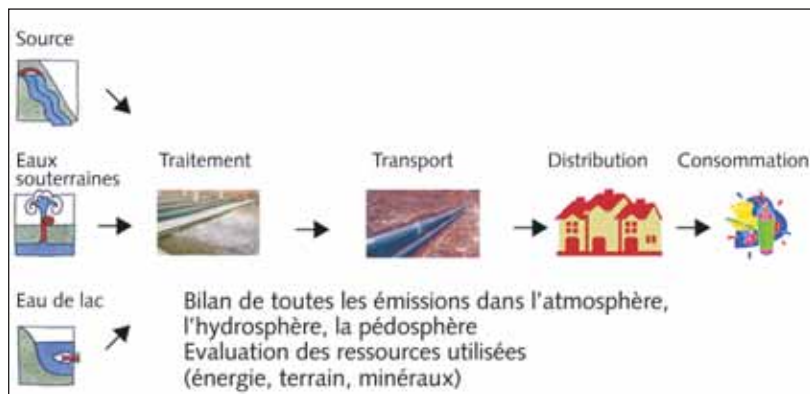 Source
Eaux
souterraines
Traitement
Transport
Distribution
Consommation
Eau de lac
Bilan de toutes les émissions dans l'atmosphère,
l'hydrosphère, la pédosphère
Evaluation des ressources utilisées
(énergie, terrain, minéraux)